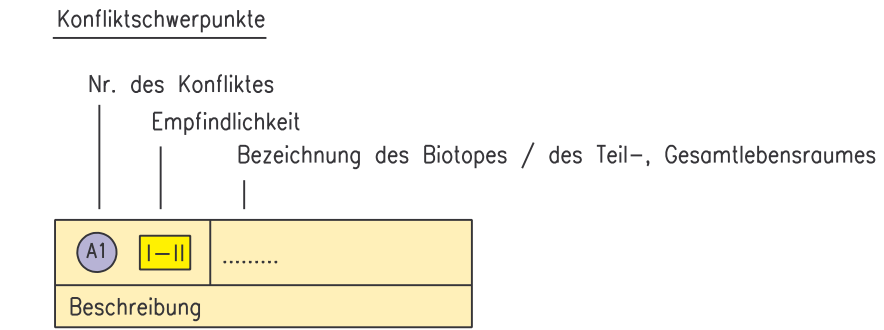 Konfliktschwerpunkte
Nr. des Konfliktes
Empfindlichkeit
Bezeichnung des Biotopes / des Teil-, Gesamtlebensraumes
A1 I-II .........
Beschreibung